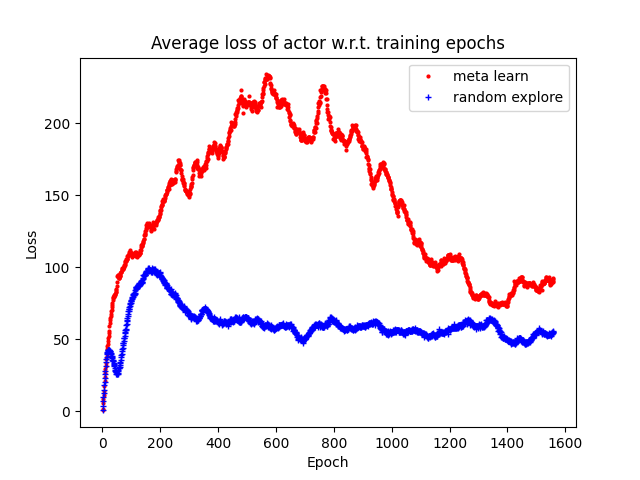 Average loss of actor w.r.t. training epochs
meta learn
random explore
200
150
100
50
0
Loss
0 200 400 600 800 1000 1200 1400 1600
Epoch